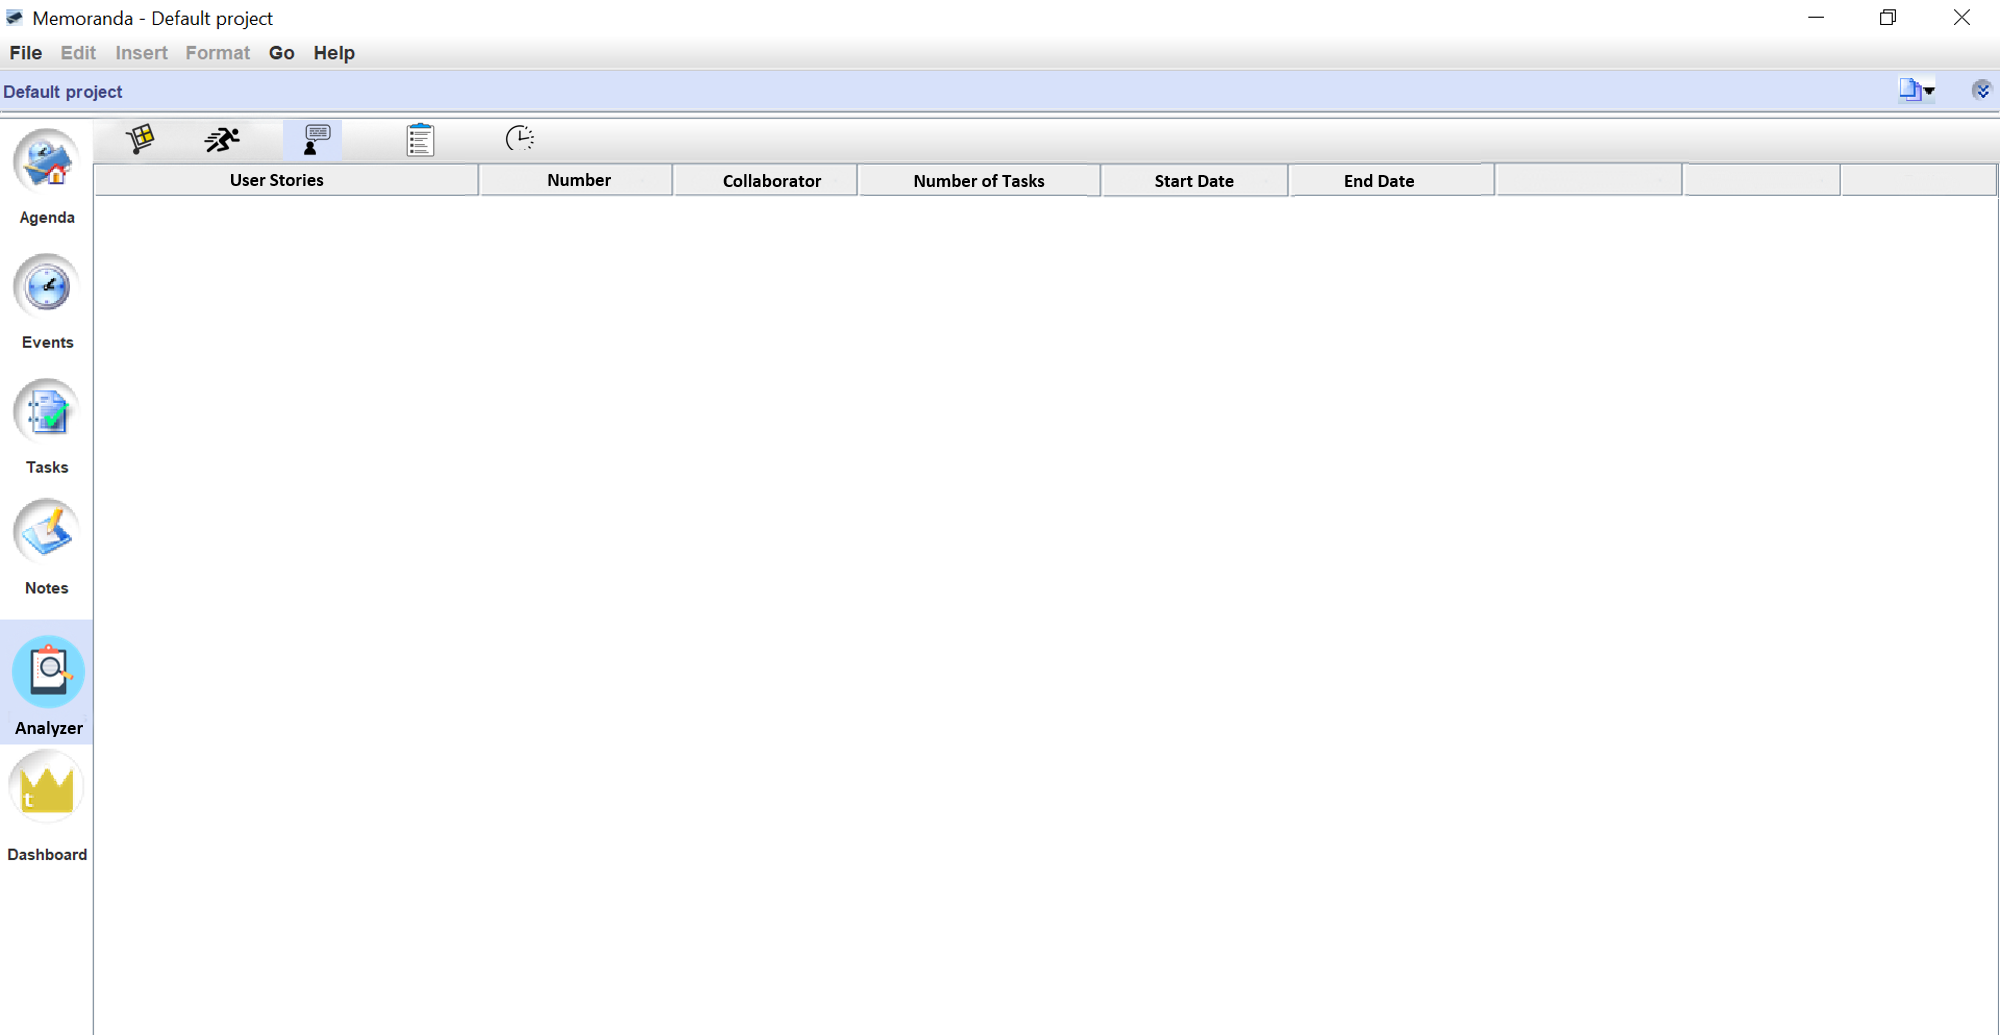 Memoranda - Default project
File Edit Insert Format Go Help
Default project
User Stories Number Collaborator Number of Tasks Start Date End Date
Agenda
Events
Tasks
Notes
Analyzer
t
Dashboard